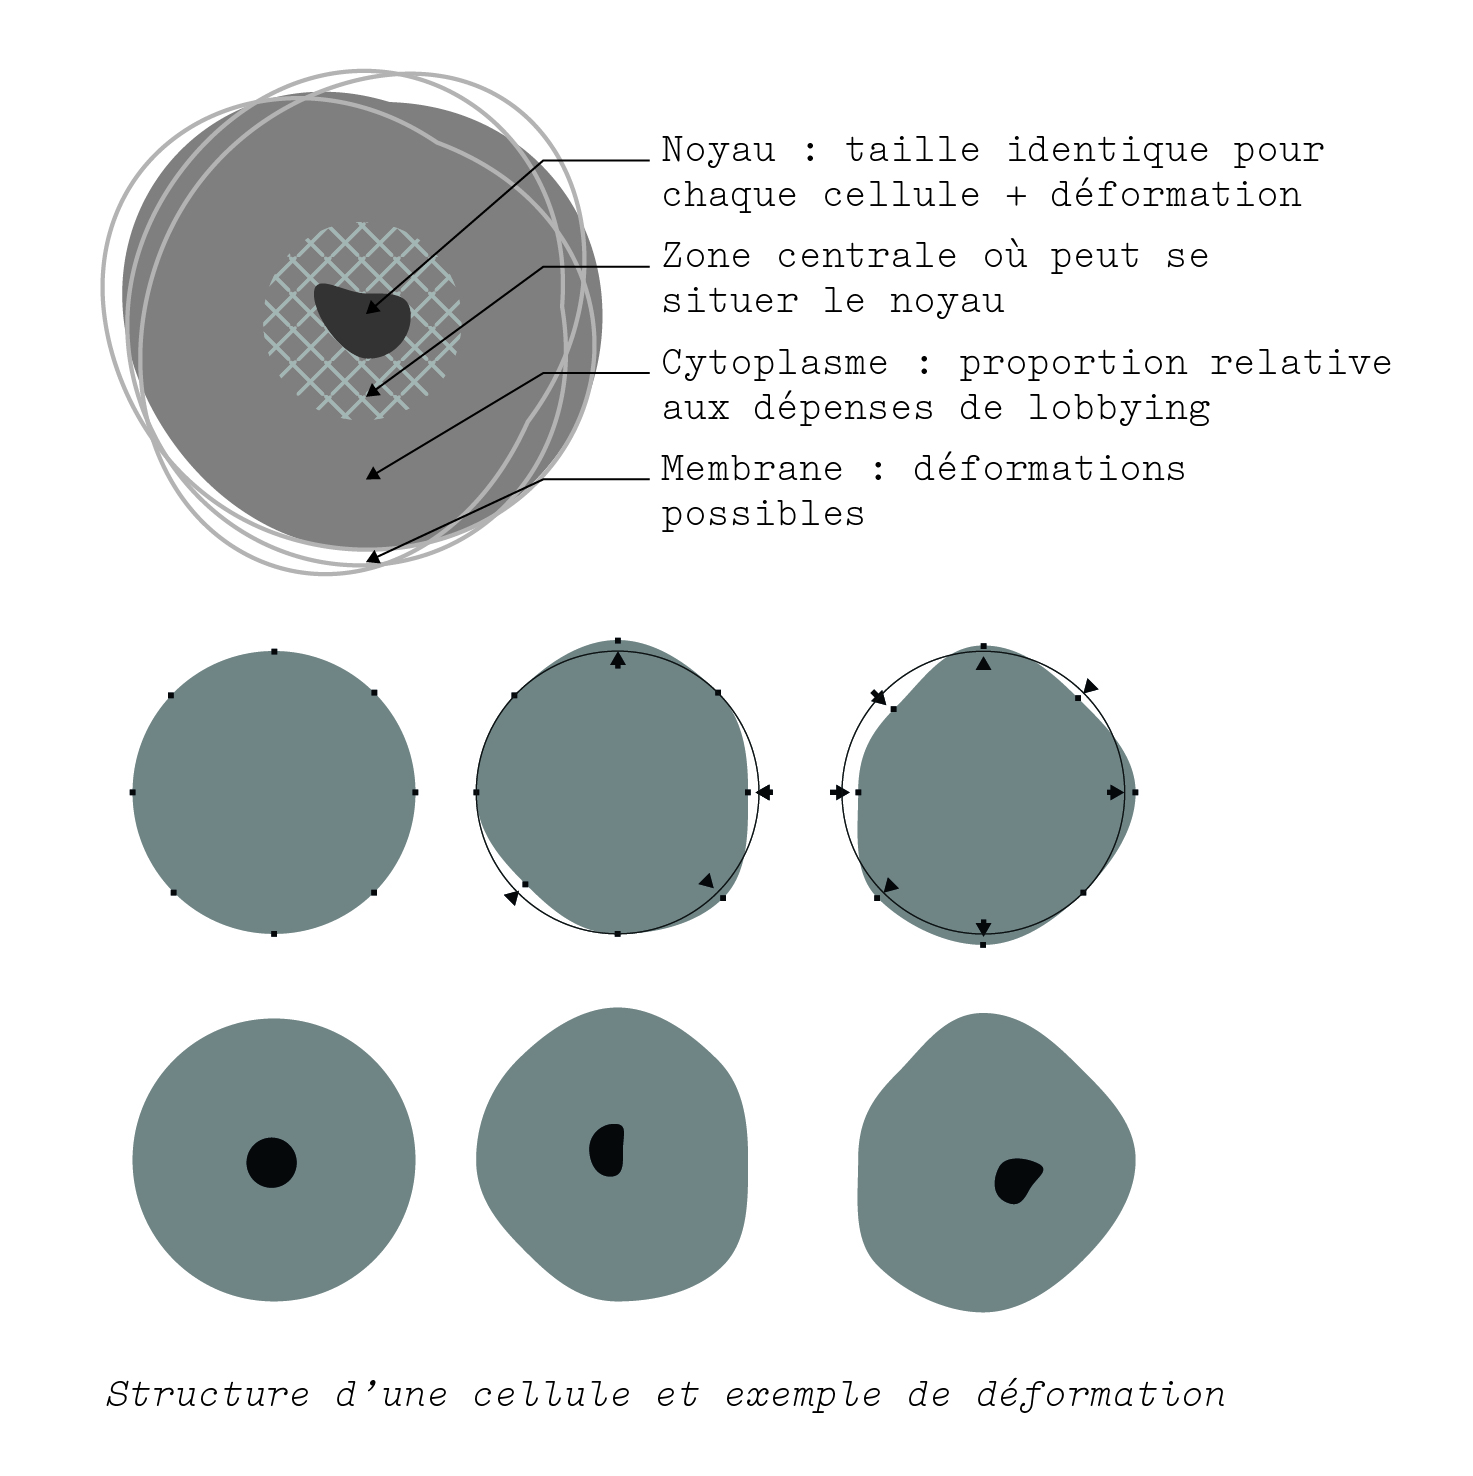 Noyau : taille identique pour
chaque cellule + déformation
Zone centrale où peut se
situer le noyau
Cytoplasme : proportion relative
aux dépenses de lobbying
Membrane : déformations
possibles
Structure d’une cellule et exemple de déformation